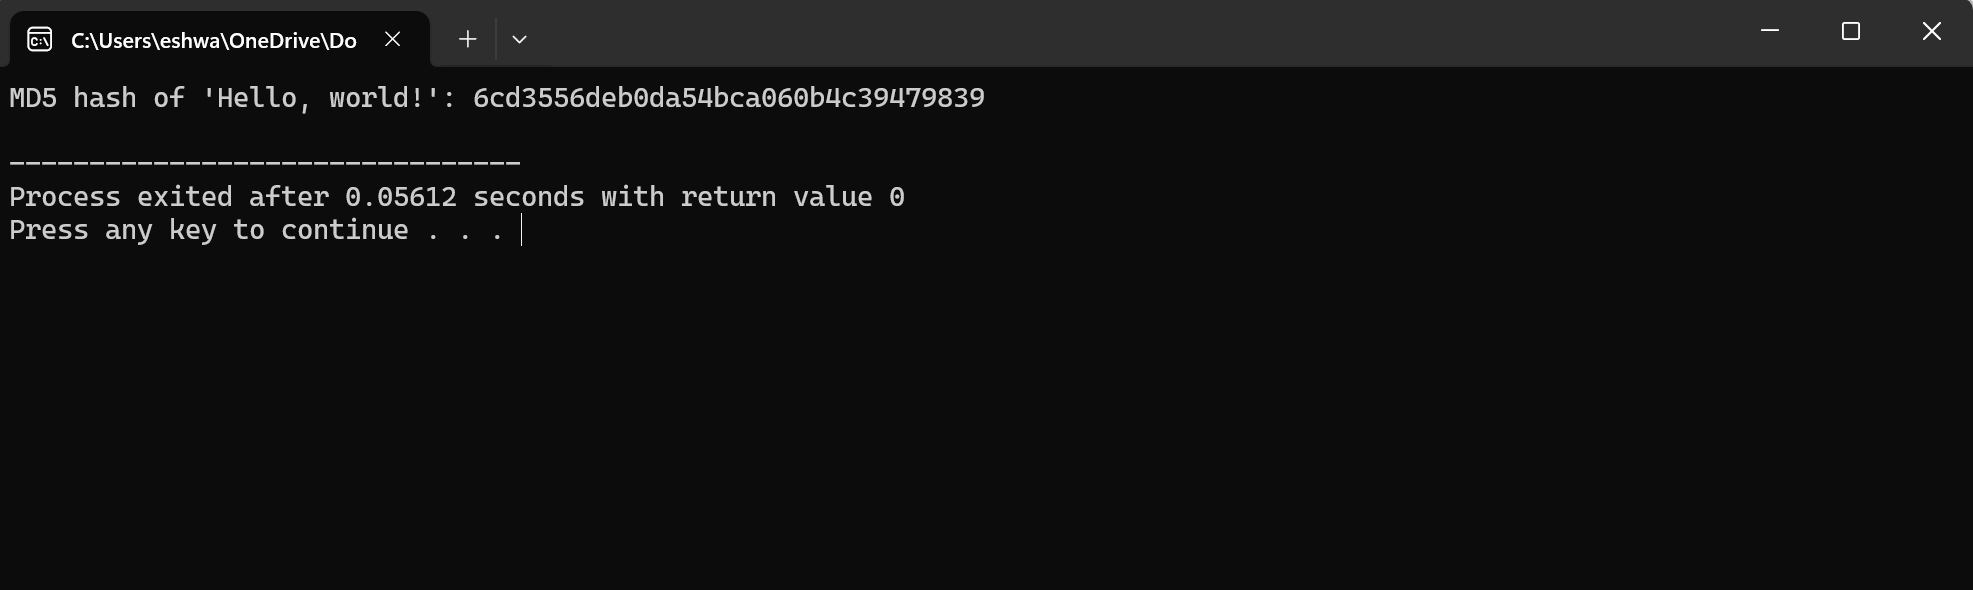 C:\Users\eshwa\OneDrive\Do
MD5 hash of 'Hello, world!': 6cd3556deb0da54bca060b4c39479839
--------------------------------
Process exited after 0.05612 seconds with return value 0
Press any key to continue . . .